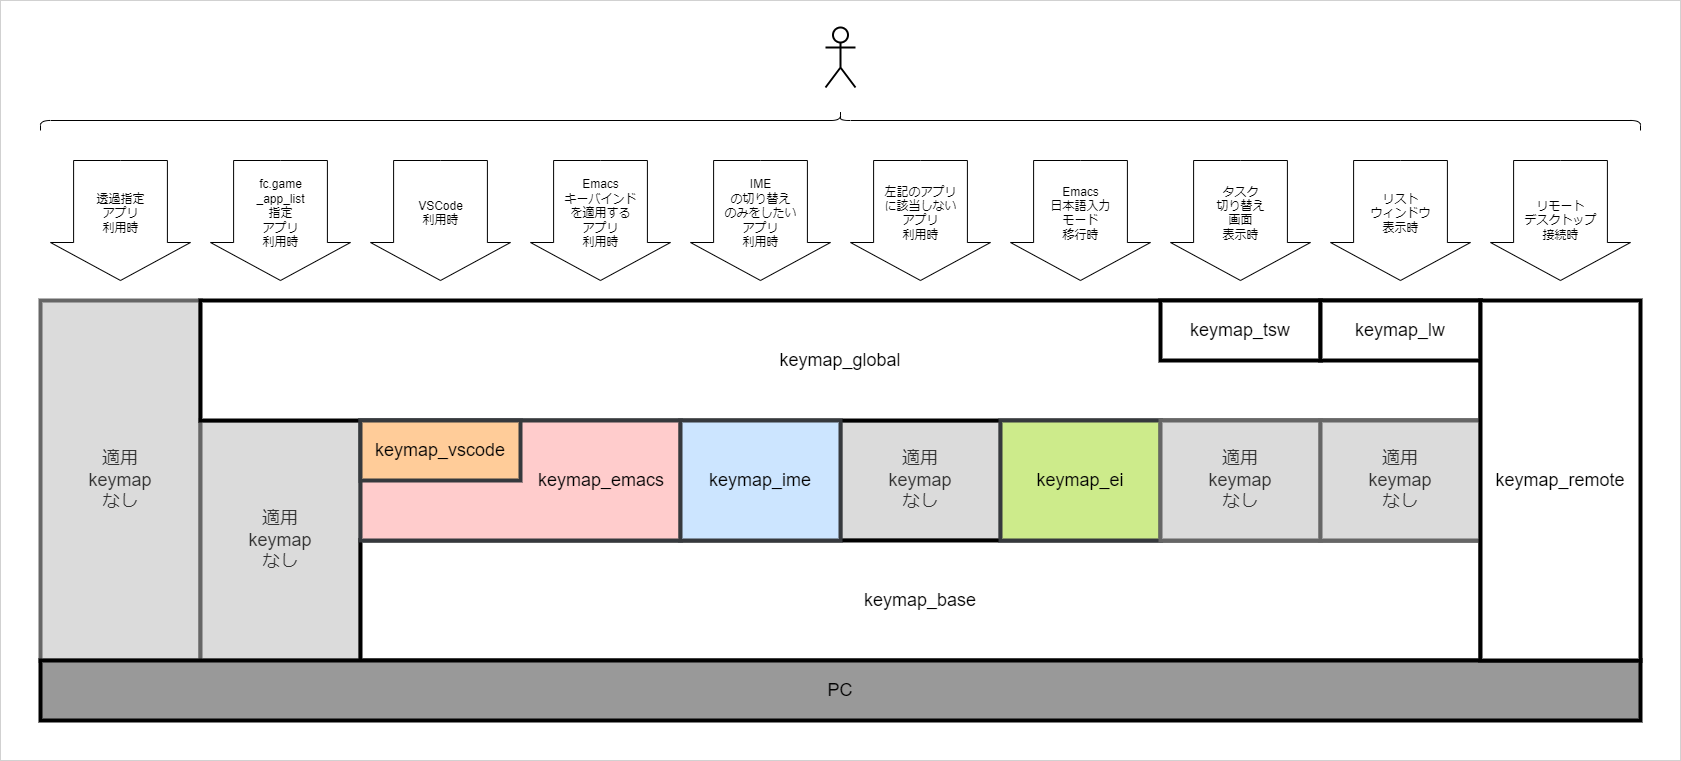 透過指定
アプリ
利用時
fc.game
_app_list
指定
アプリ
利用時
VSCode
利用時
Emacs
キーバインド
を適用する
アプリ
利用時
IME
の切り替え
のみをしたい
アプリ
利用時
左記のアプリ
に該当しない
アプリ
利用時
Emacs
日本語入力
モード
移行時
タスク
切り替え
画面
表示時
リスト
ウィンドウ
表示時
リモート
デスクトップ
接続時
keymap_tsw
keymap_lw
keymap_global
適用
keymap
なし
適用
keymap
なし
keymap_vscode
keymap_emacs
keymap_ime
適用
keymap
なし
keymap_ei
適用
keymap
なし
適用
keymap
なし
keymap_remote
keymap_base
PC